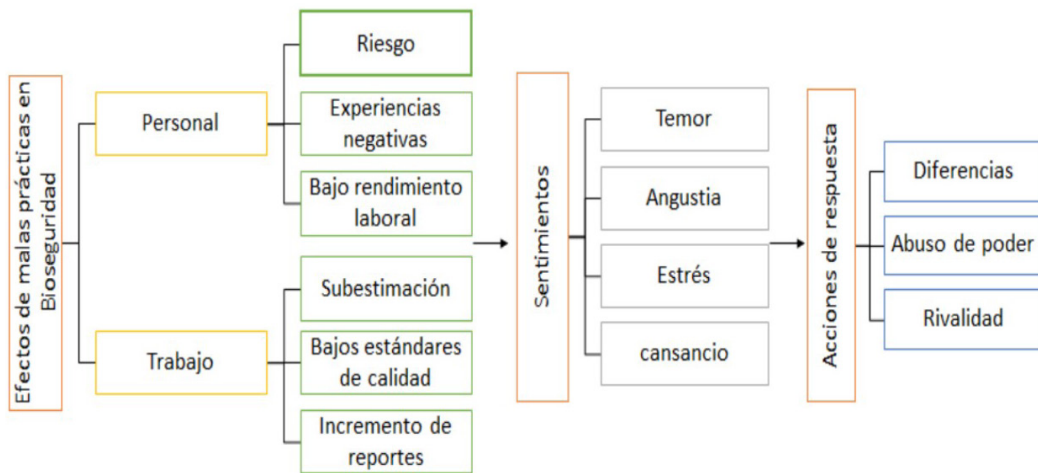 Efectos de malas prácticas en
Bioseguridad
Personal
Riesgo
Experiencias
negativas
Bajo rendimiento
laboral
Trabajo
Subestimación
Bajos estándares
de calidad
Incremento de
reportes
Sentimientos
Temor
Angustia
Estrés
cansancio
Acciones de respuesta
Diferencias
Abuso de poder
Rivalidad